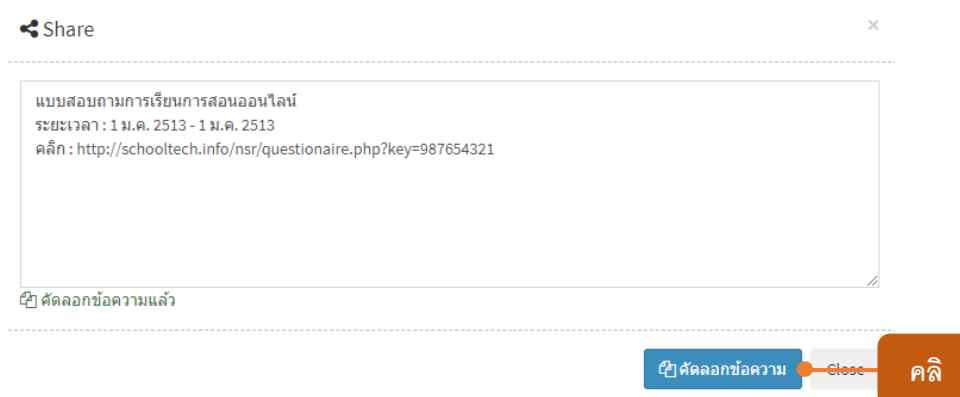 Share
×
แบบสอบถามการเรียนการสอนออนไลน์
ระยะเวลา : 1 ม.ค. 2513 - 1 ม.ค. 2513
คลิก : http://schooltech.info/nsr/questionaire.php?key=987654321
คัดลอกข้อความแล้ว
คัดลอกข้อความ Close คลิ